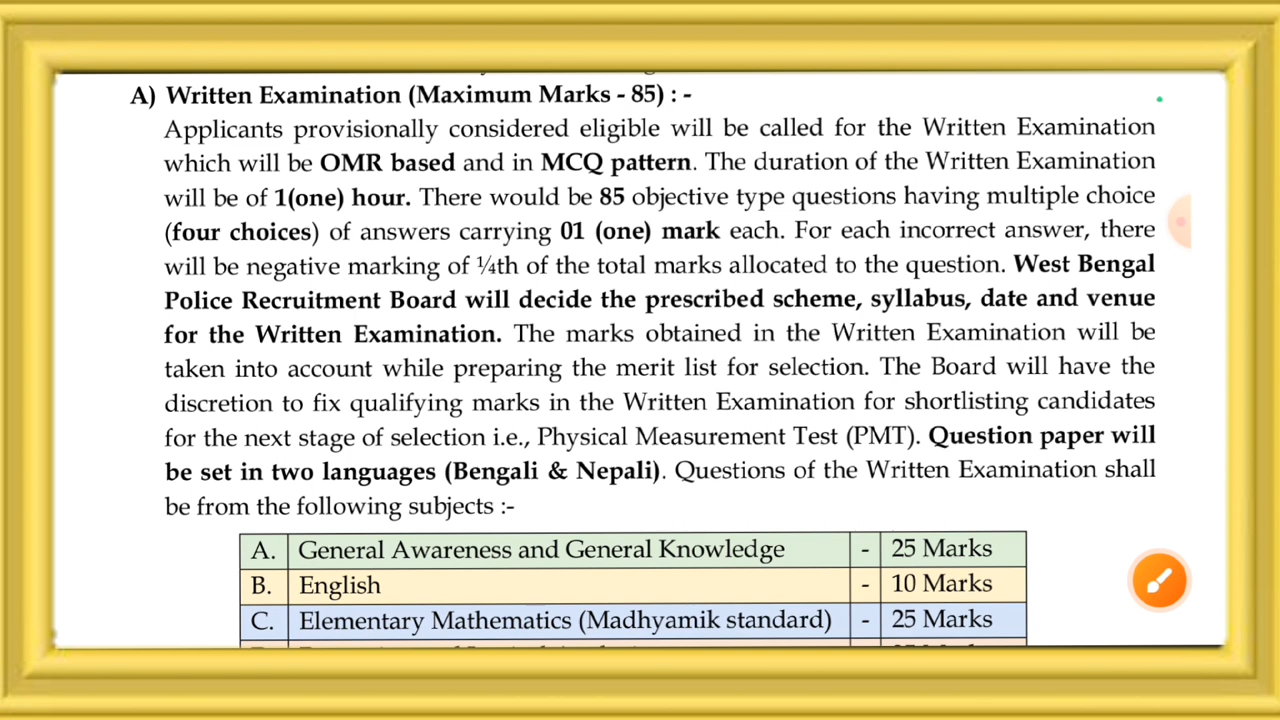 A) Written Examination (Maximum Marks - 85) : -
Applicants provisionally considered eligible will be called for the Written Examination
which will be OMR based and in MCQ pattern. The duration of the Written Examination
will be of 1(one) hour. There would be 85 objective type questions having multiple choice
(four choices) of answers carrying 01 (one) mark each. For each incorrect answer, there
will be negative marking of ¼th of the total marks allocated to the question. West Bengal
Police Recruitment Board will decide the prescribed scheme, syllabus, date and venue
for the Written Examination. The marks obtained in the Written Examination will be
taken into account while preparing the merit list for selection. The Board will have the
discretion to fix qualifying marks in the Written Examination for shortlisting candidates
for the next stage of selection i.e., Physical Measurement Test (PMT). Question paper will
be set in two languages (Bengali & Nepali). Questions of the Written Examination shall
be from the following subjects :-
A. General Awareness and General Knowledge - 25 Marks
B. English - 10 Marks
C. Elementary Mathematics (Madhyamik standard) - 25 Marks